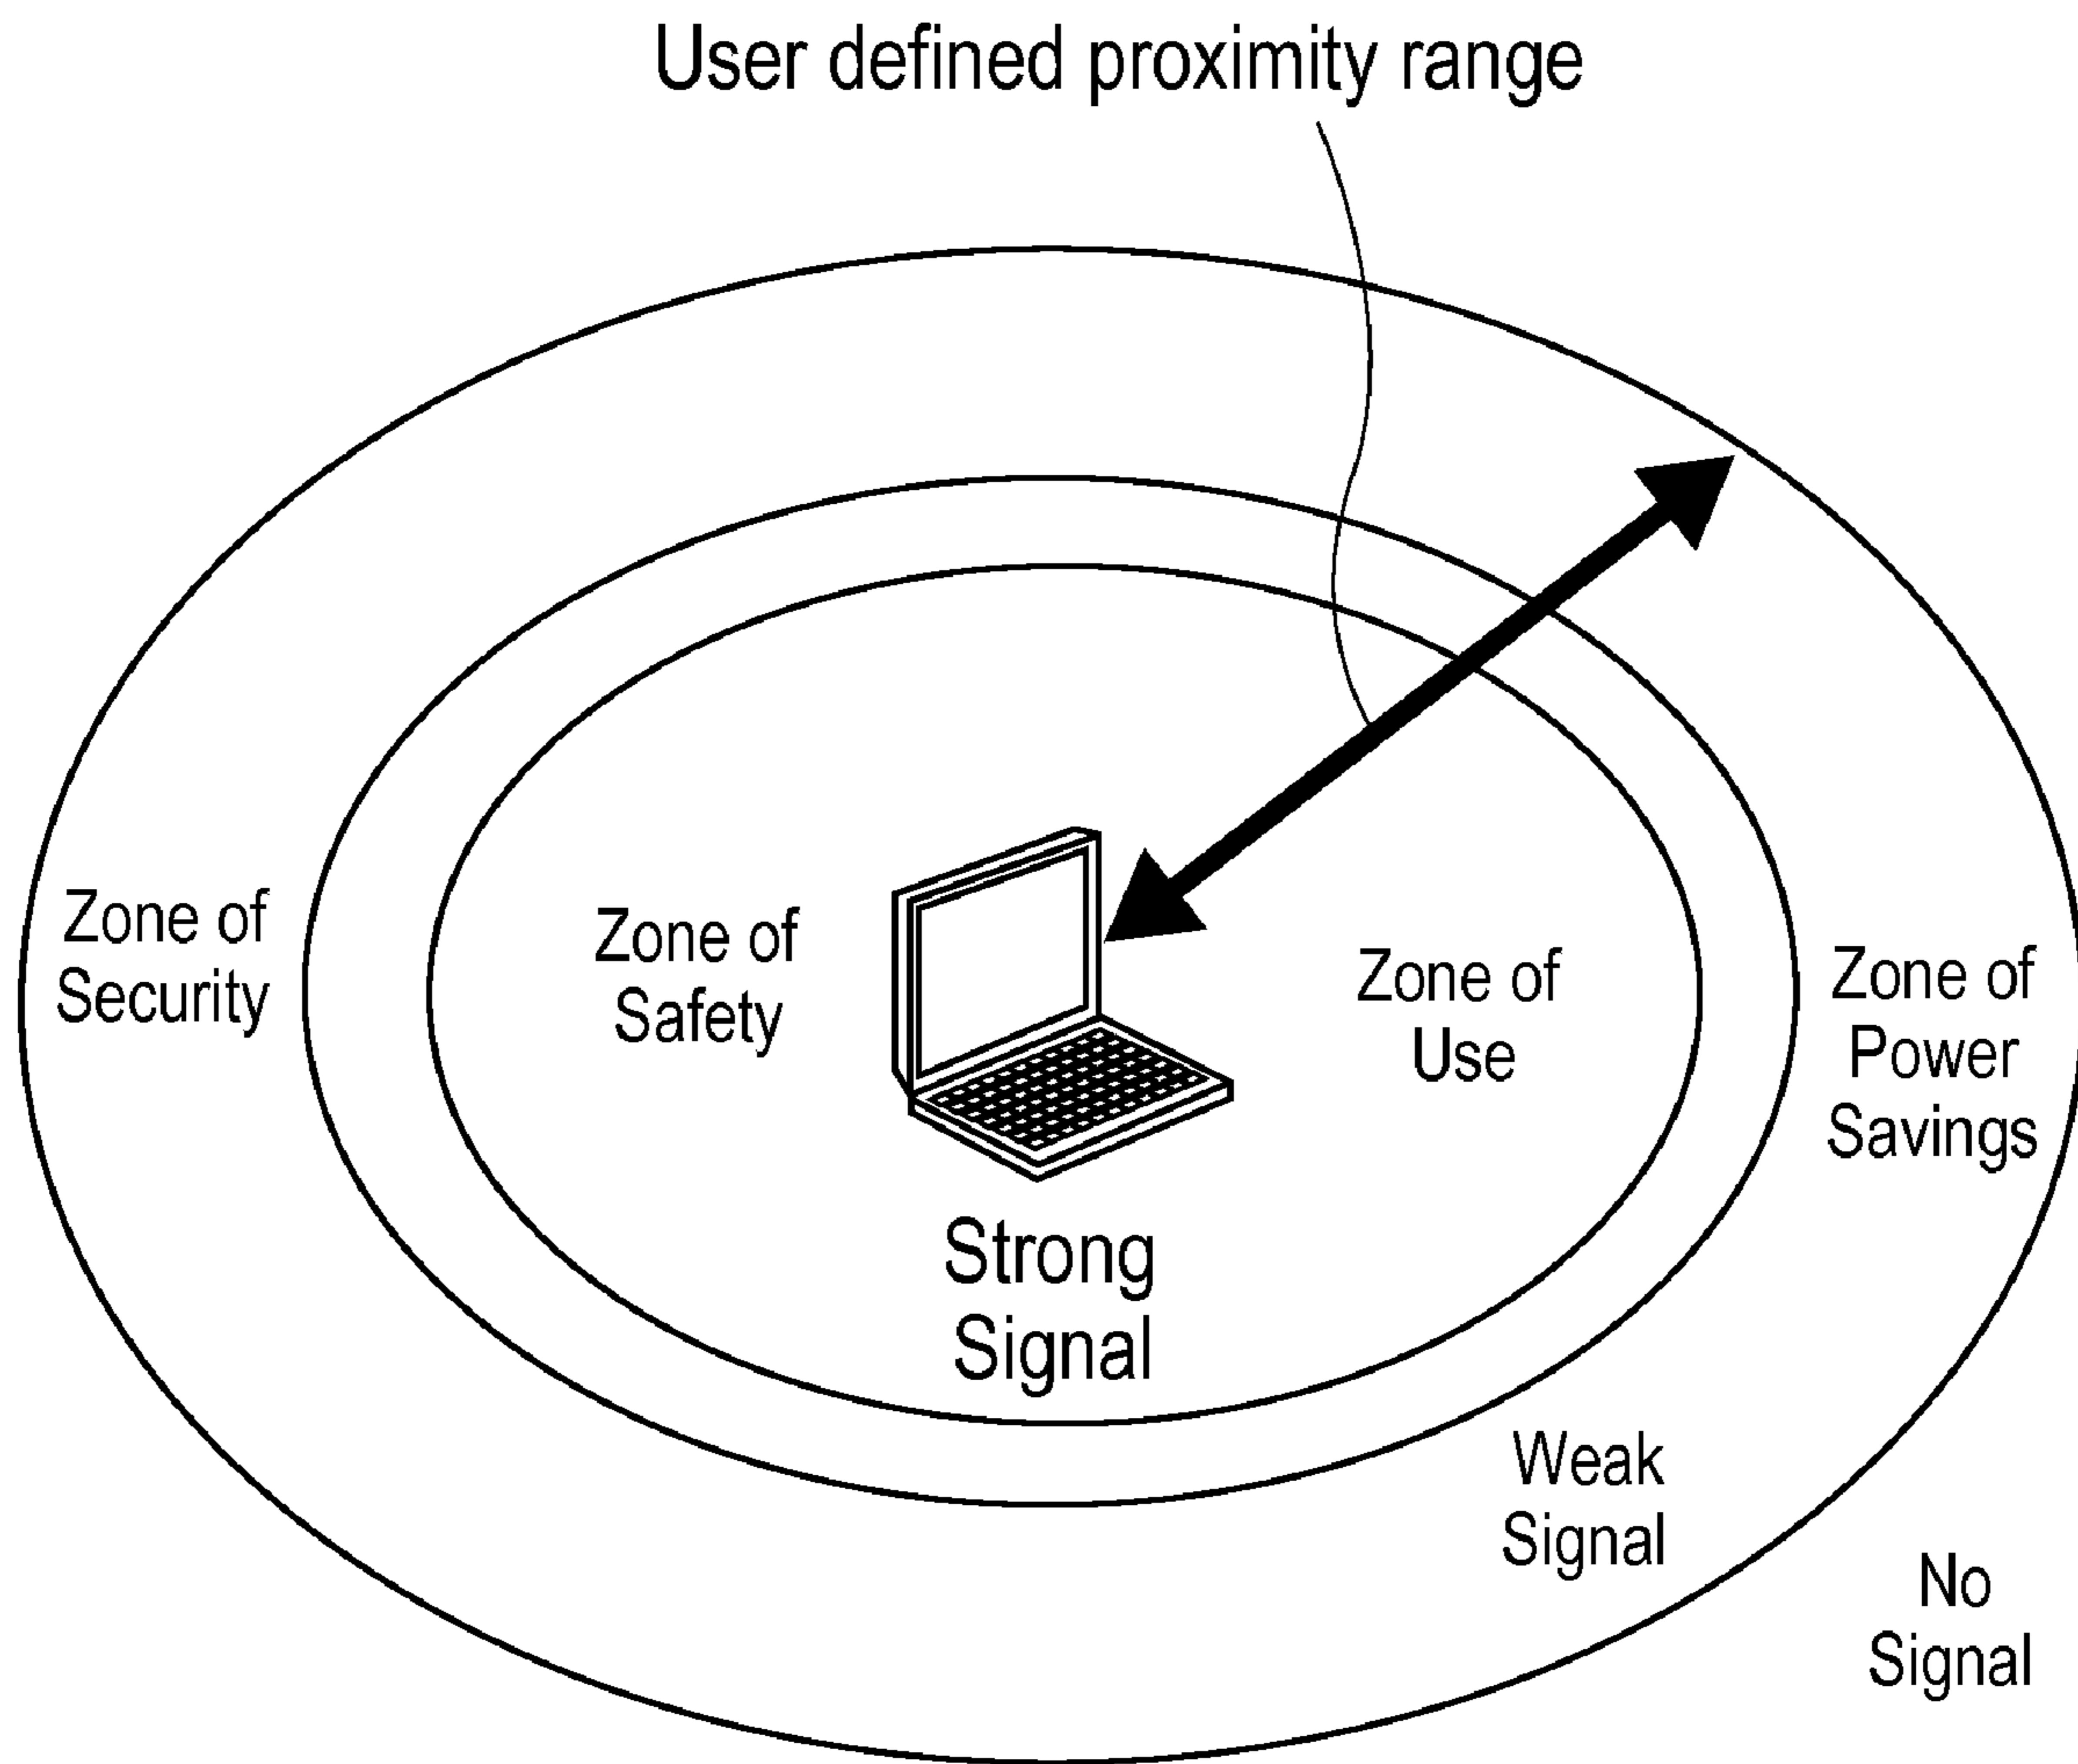 User defined proximity range
Zone of
Security
Zone of
Safety
Zone of
Use
Zone of
Power
Savings
Strong
Signal
Weak
Signal
No
Signal